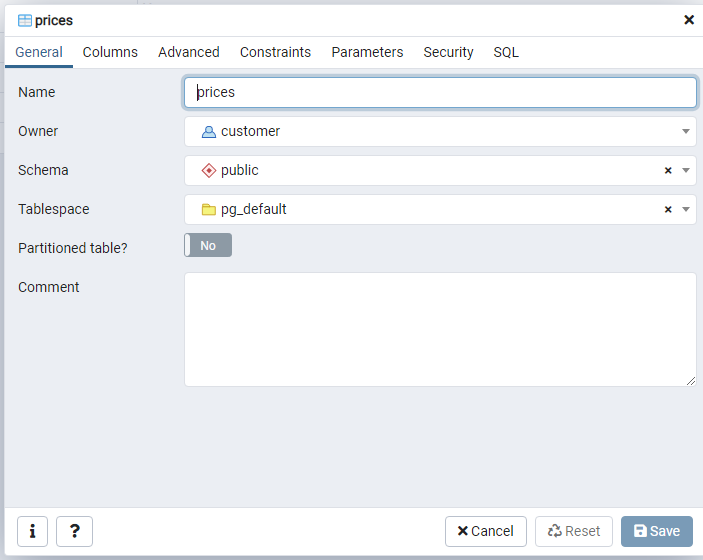 prices
General Columns Advanced Constraints Parameters Security SQL
Name prices
Owner customer
Schema public
Tablespace pg_default
Partitioned table? No
Comment
i ? Cancel Reset Save